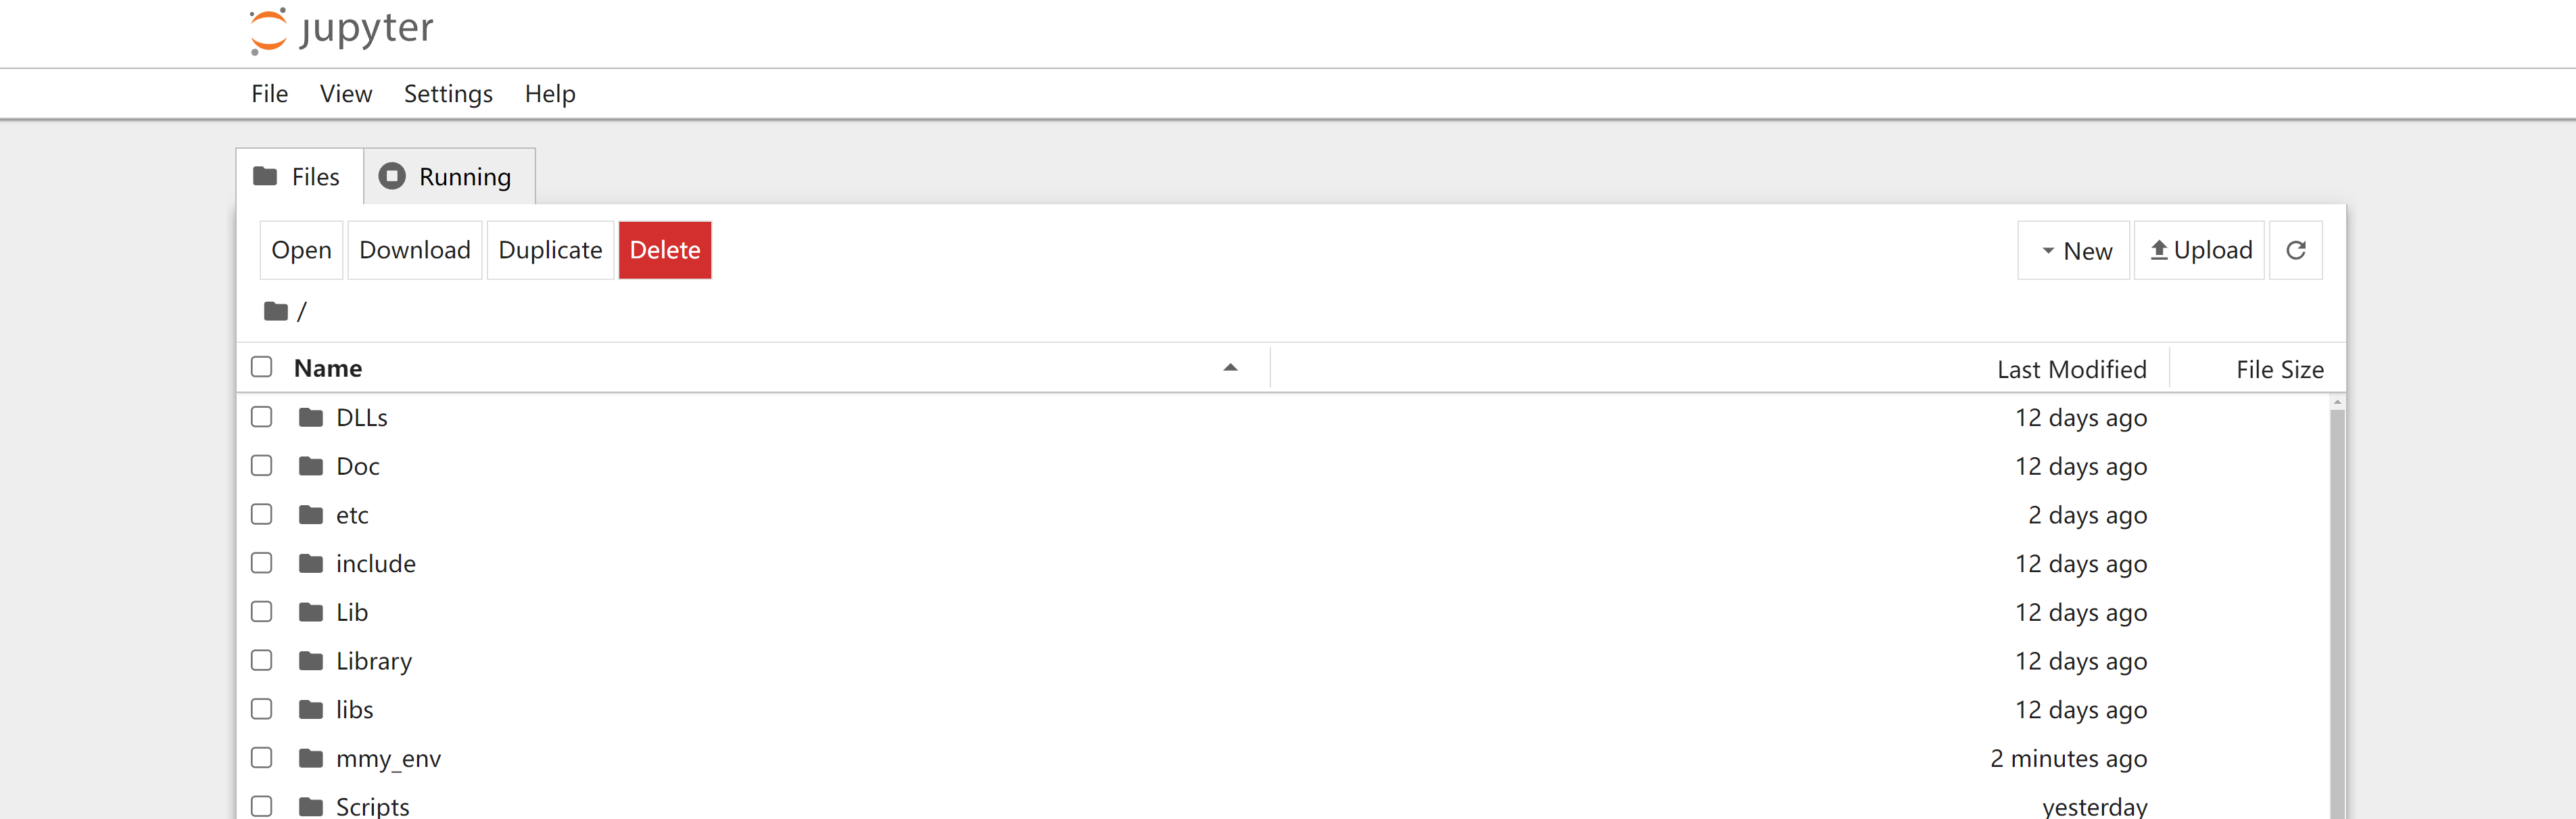 jupyter
File View Settings Help
Files Running
Open Download Duplicate Delete New Upload
/
Name Last Modified File Size
DLLs 12 days ago
Doc 12 days ago
etc 2 days ago
include 12 days ago
Lib 12 days ago
Library 12 days ago
libs 12 days ago
mmy_env 2 minutes ago
Scripts yesterday